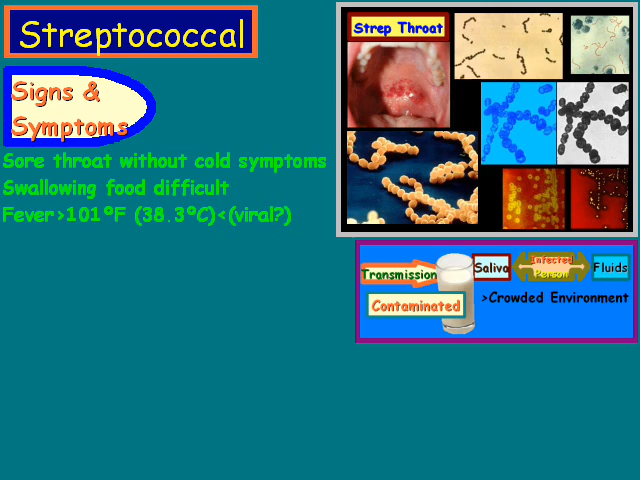 Streptococcal
Signs &
Symptoms
Sore throat without cold symptoms
Swallowing food difficult
Fever>101ºF (38.3ºC)<(viral?)
Strep Throat
Transmission
Contaminated
Saliva
Infected
Person
Fluids
>Crowded Environment